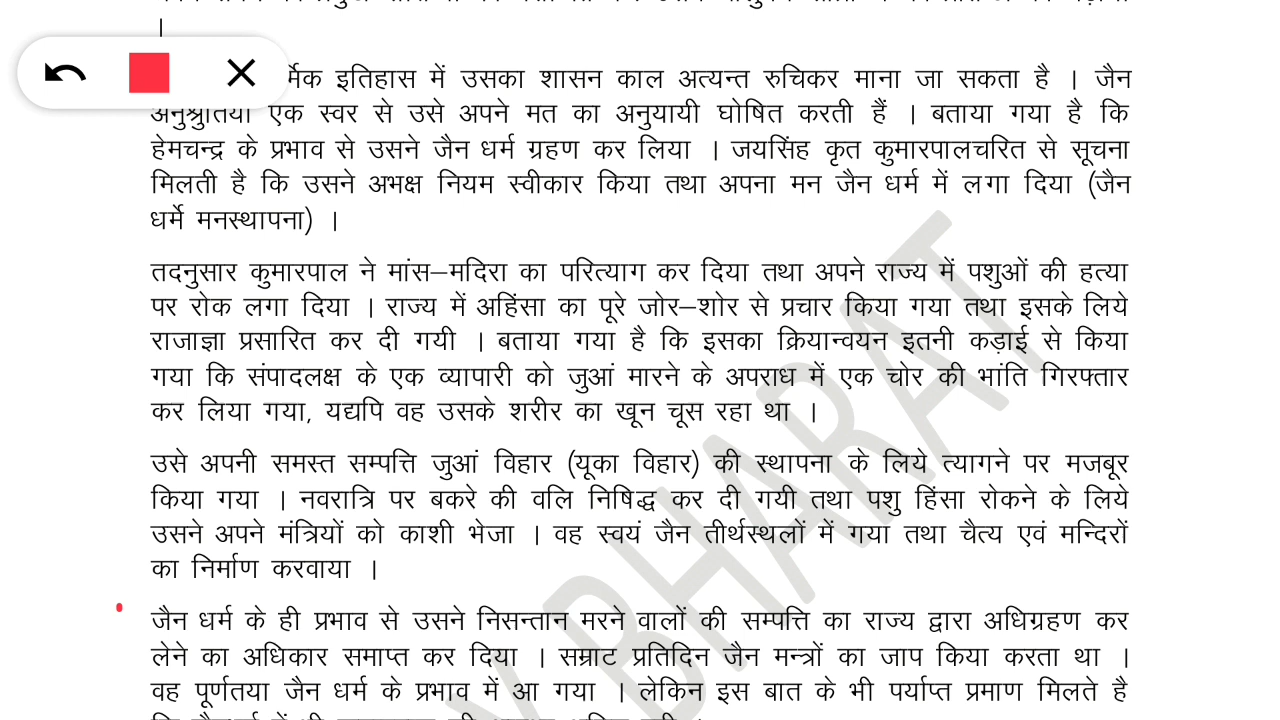 ।
र्मिक इतिहास में उसका शासन काल अत्यन्त रुचिकर माना जा सकता है । जैन
अनुश्रुतियां एक स्वर से उसे अपने मत का अनुयायी घोषित करती हैं । बताया गया है कि
हेमचन्द्र के प्रभाव से उसने जैन धर्म ग्रहण कर लिया । जयसिंह कृत कुमारपालचरित से सूचना
मिलती है कि उसने अभक्ष नियम स्वीकार किया तथा अपना मन जैन धर्म में लगा दिया (जैन
धर्मे मनस्थापना) ।
तदनुसार कुमारपाल ने मांस–मदिरा का परित्याग कर दिया तथा अपने राज्य में पशुओं की हत्या
पर रोक लगा दिया । राज्य में अहिंसा का पूरे जोर–शोर से प्रचार किया गया तथा इसके लिये
राजाज्ञा प्रसारित कर दी गयी । बताया गया है कि इसका क्रियान्वयन इतनी कड़ाई से किया
गया कि संपादलक्ष के एक व्यापारी को जुआं मारने के अपराध में एक चोर की भांति गिरफ्तार
कर लिया गया, यद्यपि वह उसके शरीर का खून चूस रहा था ।
उसे अपनी समस्त सम्पत्ति जुआं विहार (यूका विहार) की स्थापना के लिये त्यागने पर मजबूर
किया गया । नवरात्रि पर बकरे की वलि निषिद्ध कर दी गयी तथा पशु हिंसा रोकने के लिये
उसने अपने मंत्रियों को काशी भेजा । वह स्वयं जैन तीर्थस्थलों में गया तथा चैत्य एवं मन्दिरों
का निर्माण करवाया ।
जैन धर्म के ही प्रभाव से उसने निसन्तान मरने वालों की सम्पत्ति का राज्य द्वारा अधिग्रहण कर
लेने का अधिकार समाप्त कर दिया । सम्राट प्रतिदिन जैन मन्त्रों का जाप किया करता था ।
वह पूर्णतया जैन धर्म के प्रभाव में आ गया । लेकिन इस बात के भी पर्याप्त प्रमाण मिलते है
Y BHARAT